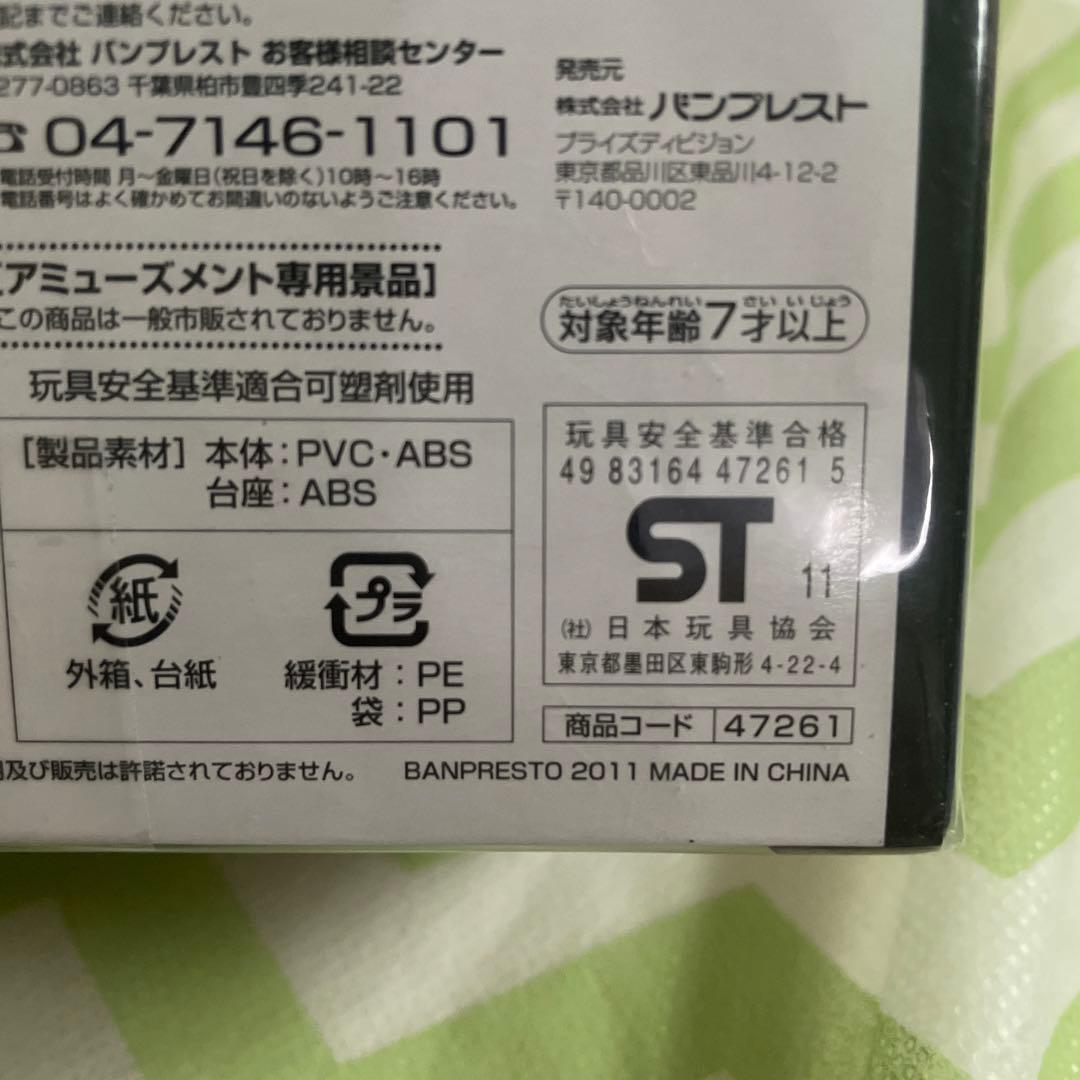 記までご連絡ください。
株式会社 バンプレスト お客様相談センター
277-0863 千葉県柏市豊四季241-22
☎04-7146-1101
電話受付時間 月～金曜日(祝日を除く)10時～16時
電話番号はよく確かめてお間違いのないようご注意ください。
[アミューズメント専用景品]
この商品は一般市販されておりません。
玩具安全基準適合可塑剤使用
[製品素材] 本体:PVC・ABS
台座:ABS
紙
外箱、台紙
プラ
緩衝材:PE
袋:PP
及び販売は許諾されておりません。
発売元
株式会社 バンプレスト
プライズディビジョン
東京都品川区東品川4-12-2
〒140-0002
たいしょうねんれい さい いじょう
対象年齢7才以上
玩具安全基準合格
49 83164 47261 5
ST 11
(社) 日本玩具協会
東京都墨田区東駒形 4-22-4
商品コード 47261
BANPRESTO 2011 MADE IN CHINA